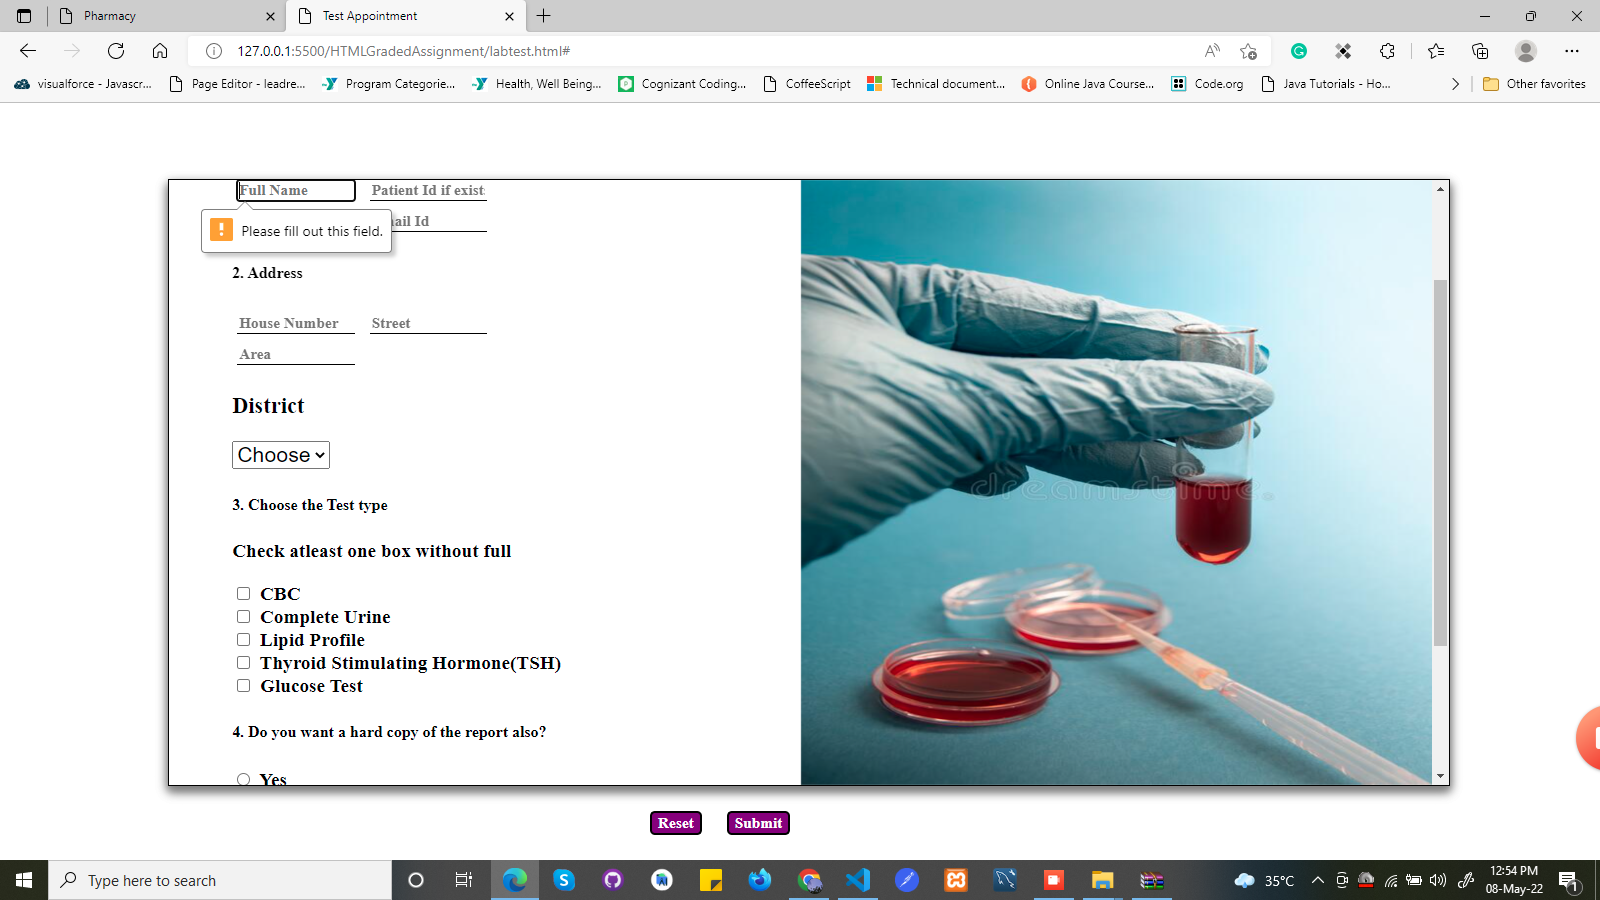 Pharmacy
Test Appointment
127.0.0.1:5500/HTMLGradedAssignment/labtest.html#
visualforce - Javascr...
Page Editor - leadre...
Program Categorie...
Health, Well Being...
Cognizant Coding...
CoffeeScript
Technical document...
Online Java Course...
Code.org
Java Tutorials - Ho...
Other favorites
Full Name
Patient Id if exist
ail Id
Please fill out this field.
2. Address
House Number
Street
Area
District
Choose
3. Choose the Test type
Check atleast one box without full
CBC
Complete Urine
Lipid Profile
Thyroid Stimulating Hormone(TSH)
Glucose Test
4. Do you want a hard copy of the report also?
Yes
dreamstime.
Reset
Submit
Type here to search
35°C
12:54 PM
08-May-22
1